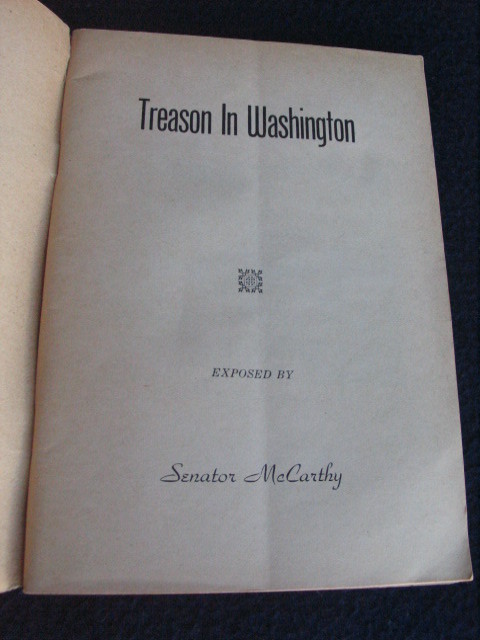 Treason In Washington
EXPOSED BY
Senator McCarthy